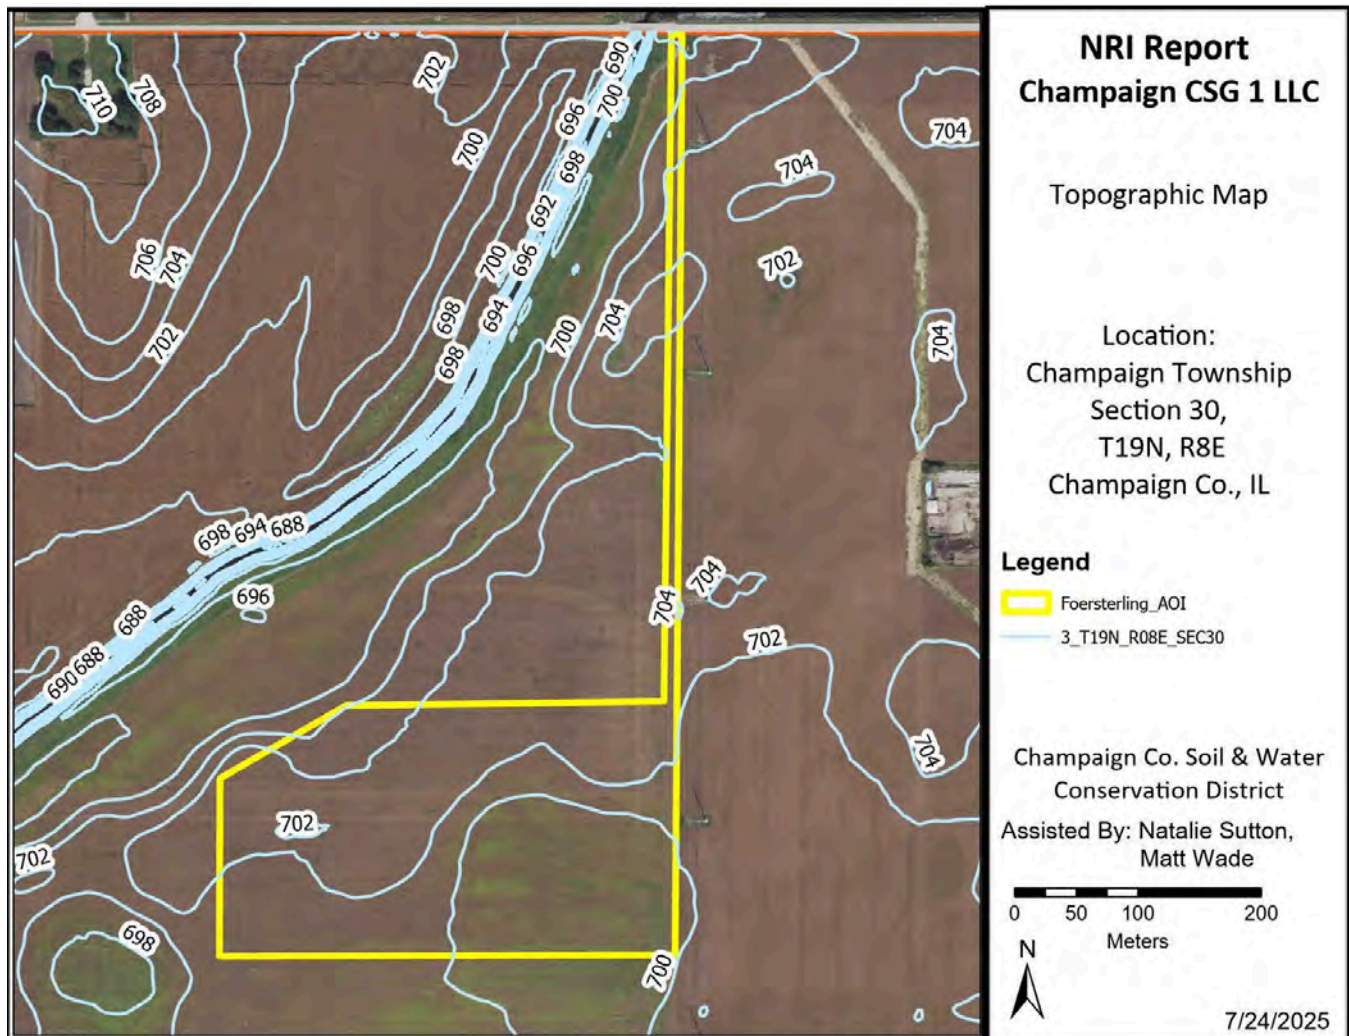 NRI Report
Champaign CSG 1 LLC
Topographic Map
Location:
Champaign Township
Section 30,
T19N, R8E
Champaign Co., IL
Legend
Foersterling_AOI
3_T19N_R08E_SEC30
Champaign Co. Soil & Water
Conservation District
Assisted By: Natalie Sutton,
Matt Wade
0 50 100 200
Meters
N
7/24/2025
690
702
708
710
696
700
700
704
698
704
692
706
704
700
696
702
698
694
700
704
702
704
698
698
694
688
696
704
704
688
702
688
690
704
702
702
698
700